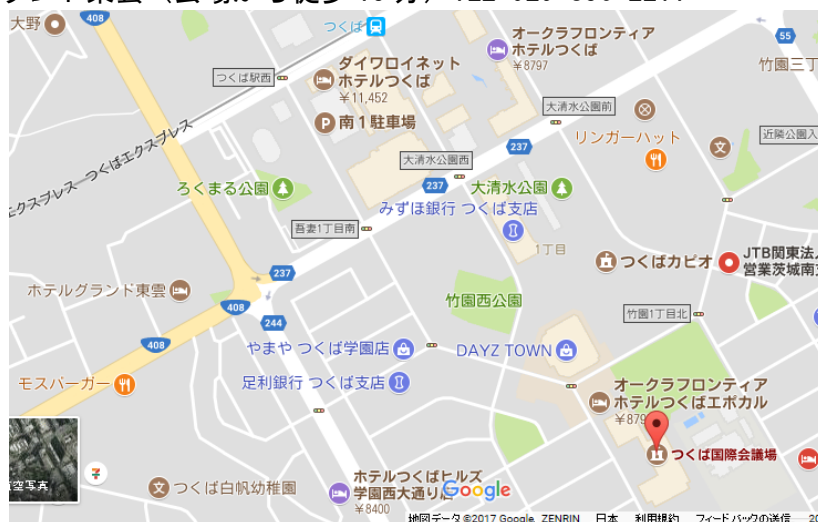 大野
408
つくば
オークラフロンティア
ホテルつくば
¥8797
55
竹園三丁
ダイワロイネット
ホテルつくば
¥11,452
つくば駅西
P 南1駐車場
大清水公園前
237
リンガーハット
近隣公園入
大清水公園西
エクスプレス つくばエクスプレス
ろくまる公園
237
大清水公園
みずほ銀行 つくば支店
吾妻1丁目南
1丁目
つくばカピオ
JTB関東法人
営業茨城南支
237
ホテルグランド東雲
408
竹園西公園
竹園1丁目北
244
408
やまや つくば学園店
DAYZ TOWN
モスバーガー
足利銀行 つくば支店
オークラフロンティア
ホテルつくばエポカル
つくば国際会議場
空写真
つくば白帆幼稚園
ホテルつくばヒルズ
学園西大通り店
¥8400
Google
地図データ ©2017 Google, ZENRIN 日本 利用規約 フィードバックの送信